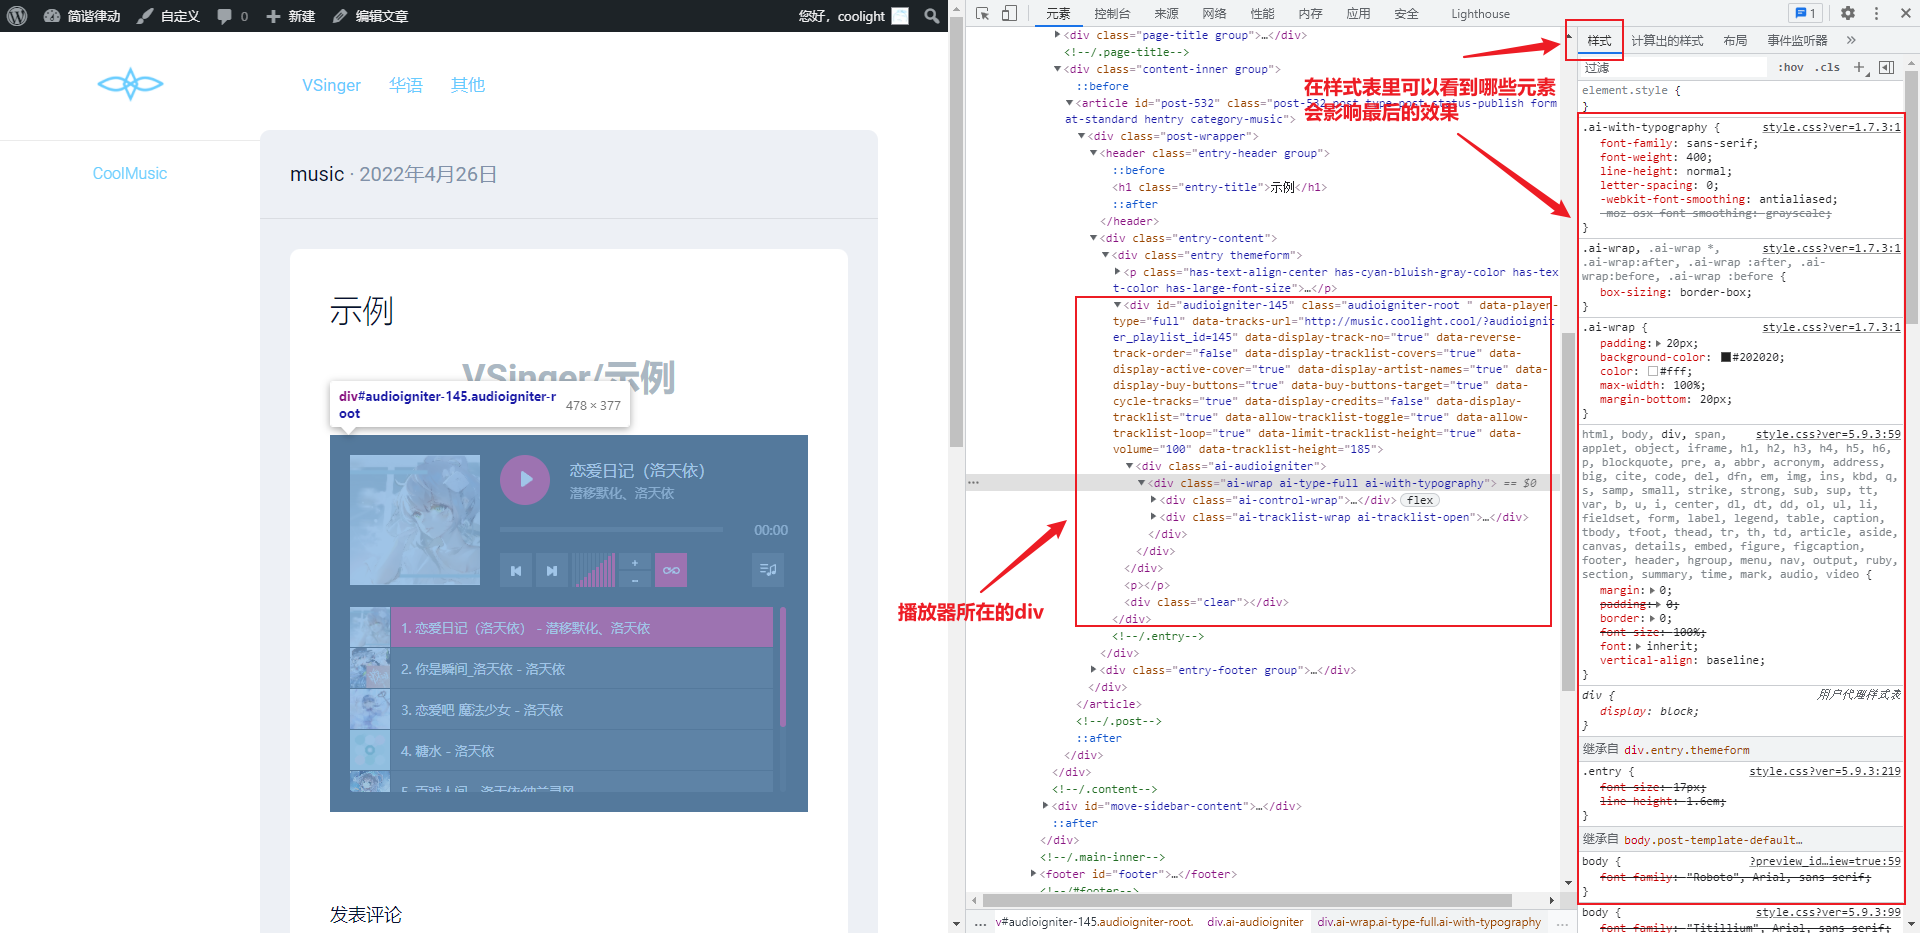 简谐律动 自定义 0 新建 编辑文章 您好，coolight
VSinger 华语 其他
CoolMusic
music · 2022年4月26日
示例
VSinger/示例
div#audioigniter-145.audioigniter-r
oot
478 × 377
恋爱日记（洛天依）
潜移默化、洛天依
00:00
+
-
1. 恋爱日记（洛天依） - 潜移默化、洛天依
2. 你是瞬间_洛天依 - 洛天依
3. 恋爱吧 魔法少女 - 洛天依
4. 糖水 - 洛天依
发表评论
播放器所在的div
元素 控制台 来源 网络 性能 内存 应用 安全 Lighthouse 1
<div class="page-title group">…</div>
<!--/.page-title-->
<div class="content-inner group">
::before
<article id="post-532" class="post-532 post type-post status-publish form
at-standard hentry category-music">
<div class="post-wrapper">
<header class="entry-header group">
::before
<h1 class="entry-title">示例</h1>
::after
</header>
<div class="entry-content">
<div class="entry themeform">
<p class="has-text-align-center has-cyan-bluish-gray-color has-tex
t-color has-large-font-size">…</p>
<div id="audioigniter-145" class="audioigniter-root " data-player-
type="full" data-tracks-url="http://music.coolight.cool/?audioignit
er_playlist_id=145" data-display-track-no="true" data-reverse-
track-order="false" data-display-tracklist-covers="true" data-
display-active-cover="true" data-display-artist-names="true" data-
display-buy-buttons="true" data-buy-buttons-target="true" data-
cycle-tracks="true" data-display-credits="false" data-display-
tracklist="true" data-allow-tracklist-toggle="true" data-allow-
tracklist-loop="true" data-limit-tracklist-height="true" data-
volume="100" data-tracklist-height="185">
<div class="ai-audioigniter">
… <div class="ai-wrap ai-type-full ai-with-typography"> == $0
<div class="ai-control-wrap">…</div> flex
<div class="ai-tracklist-wrap ai-tracklist-open">…</div>
</div>
</div>
</div>
<p></p>
<div class="clear"></div>
</div>
<!--/.entry-->
</div>
<div class="entry-footer group">…</div>
</div>
</article>
<!--/.post-->
::after
</div>
</div>
<!--/.content-->
<div id="move-sidebar-content">…</div>
::after
</div>
<!--/.main-inner-->
<footer id="footer">…</footer>
<!--/#footer-->
… v#audioigniter-145.audioigniter-root. div.ai-audioigniter div.ai-wrap.ai-type-full.ai-with-typography …
在样式表里可以看到哪些元素
会影响最后的效果
样式 计算出的样式 布局 事件监听器 »
过滤 :hov .cls +
element.style {
}
.ai-with-typography { style.css?ver=1.7.3:1
font-family: sans-serif;
font-weight: 400;
line-height: normal;
letter-spacing: 0;
-webkit-font-smoothing: antialiased;
-moz-osx-font-smoothing: grayscale;
}
.ai-wrap, .ai-wrap *, style.css?ver=1.7.3:1
.ai-wrap:after, .ai-wrap :after, .ai-
wrap:before, .ai-wrap :before {
box-sizing: border-box;
}
.ai-wrap { style.css?ver=1.7.3:1
padding: 20px;
background-color: #202020;
color: #fff;
max-width: 100%;
margin-bottom: 20px;
}
html, body, div, span, style.css?ver=5.9.3:59
applet, object, iframe, h1, h2, h3, h4, h5, h6,
p, blockquote, pre, a, abbr, acronym, address,
big, cite, code, del, dfn, em, img, ins, kbd, q,
s, samp, small, strike, strong, sub, sup, tt,
var, b, u, i, center, dl, dt, dd, ol, ul, li,
fieldset, form, label, legend, table, caption,
tbody, tfoot, thead, tr, th, td, article, aside,
canvas, details, embed, figure, figcaption,
footer, header, hgroup, menu, nav, output, ruby,
section, summary, time, mark, audio, video {
margin: 0;
padding: 0;
border: 0;
font-size: 100%;
font: inherit;
vertical-align: baseline;
}
div { 用户代理样式表
display: block;
}
继承自 div.entry.themeform
.entry { style.css?ver=5.9.3:219
font-size: 17px;
line-height: 1.6em;
}
继承自 body.post-template-default…
body { ?preview_id…iew=true:59
font-family: "Roboto", Arial, sans-serif;
}
body { style.css?ver=5.9.3:99
font-family: "Titillium", Arial, sans-serif;